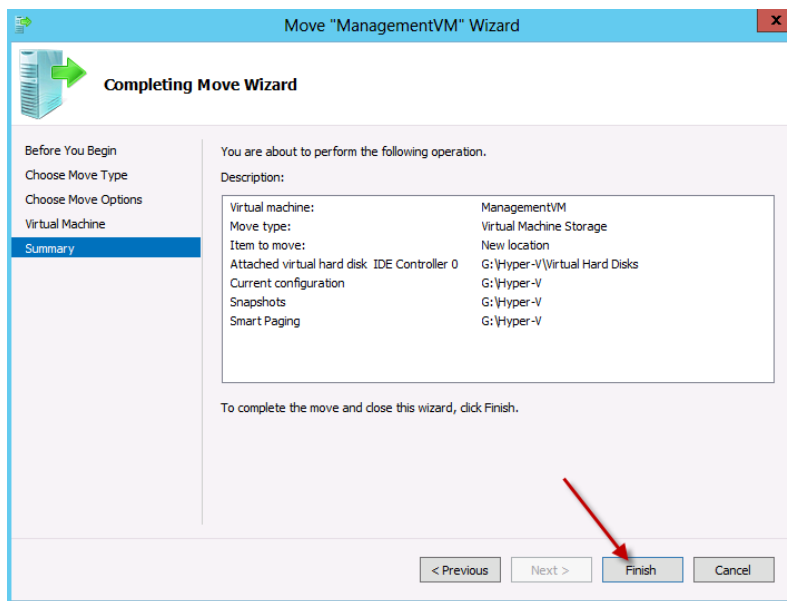 Move "ManagementVM" Wizard
x
Completing Move Wizard
Before You Begin
Choose Move Type
Choose Move Options
Virtual Machine
Summary
You are about to perform the following operation.
Description:
Virtual machine: ManagementVM
Move type: Virtual Machine Storage
Item to move: New location
Attached virtual hard disk IDE Controller 0 G:\Hyper-V\Virtual Hard Disks
Current configuration G:\Hyper-V
Snapshots G:\Hyper-V
Smart Paging G:\Hyper-V
To complete the move and close this wizard, click Finish.
< Previous Next > Finish Cancel